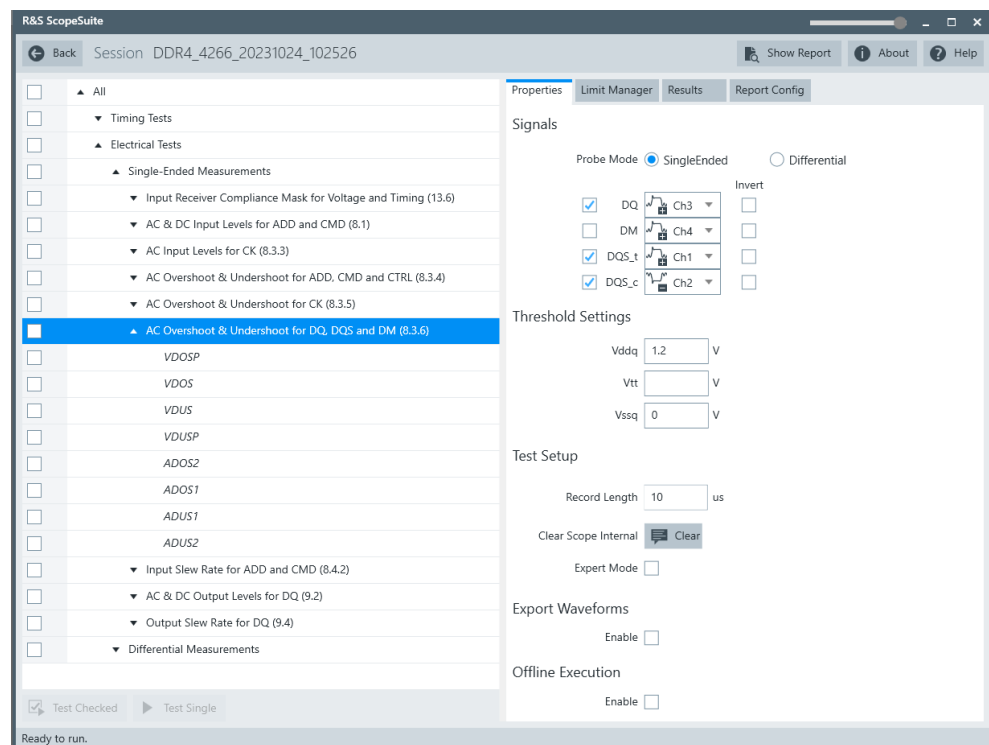 R&S ScopeSuite
Back Session DDR4_4266_20231024_102526 Show Report About Help
All
Timing Tests
Electrical Tests
Single-Ended Measurements
Input Receiver Compliance Mask for Voltage and Timing (13.6)
AC & DC Input Levels for ADD and CMD (8.1)
AC Input Levels for CK (8.3.3)
AC Overshoot & Undershoot for ADD, CMD and CTRL (8.3.4)
AC Overshoot & Undershoot for CK (8.3.5)
AC Overshoot & Undershoot for DQ, DQS and DM (8.3.6)
VDOSP
VDOS
VDUS
VDUSP
ADOS2
ADOS1
ADUS1
ADUS2
Input Slew Rate for ADD and CMD (8.4.2)
AC & DC Output Levels for DQ (9.2)
Output Slew Rate for DQ (9.4)
Differential Measurements
Test Checked Test Single
Properties Limit Manager Results Report Config
Signals
Probe Mode SingleEnded Differential
Invert
DQ Ch3
DM Ch4
DQS_t Ch1
DQS_c Ch2
Threshold Settings
Vddq 1.2 V
Vtt V
Vssq 0 V
Test Setup
Record Length 10 us
Clear Scope Internal Clear
Expert Mode
Export Waveforms
Enable
Offline Execution
Enable
Ready to run.